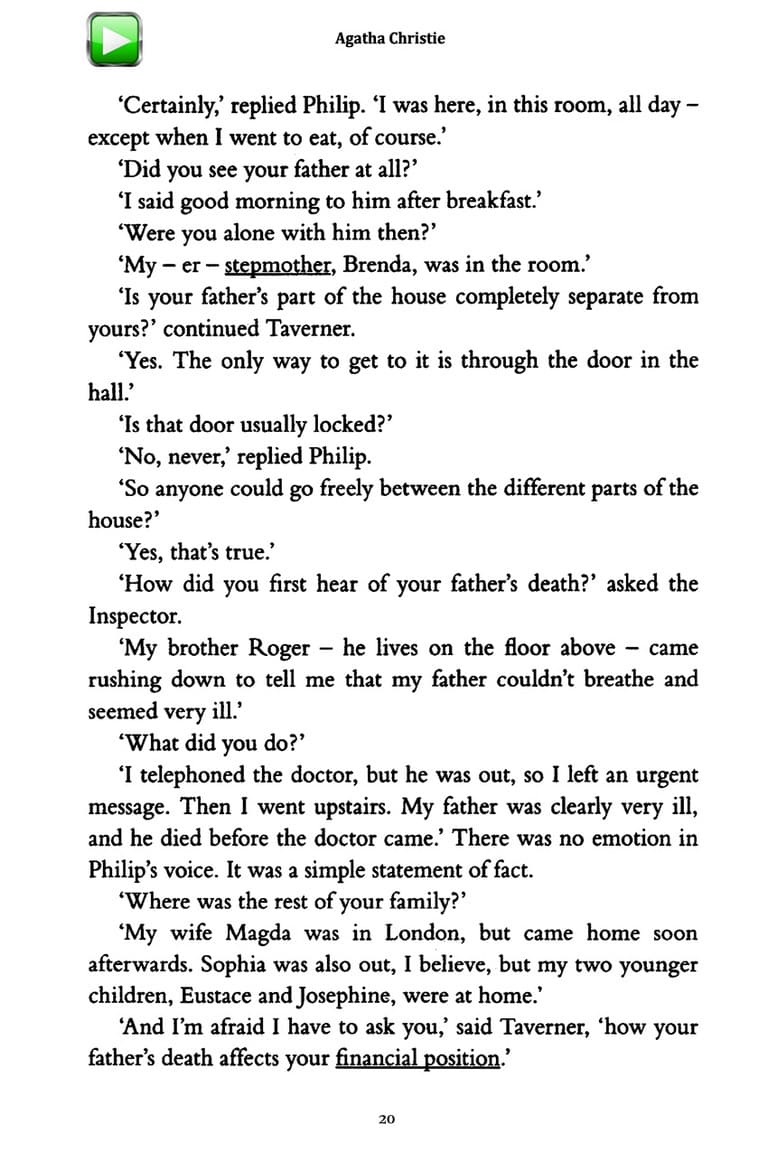 Agatha Christie
‘Certainly,’ replied Philip. ‘I was here, in this room, all day –
except when I went to eat, of course.’
‘Did you see your father at all?’
‘I said good morning to him after breakfast.’
‘Were you alone with him then?’
‘My – er – stepmother, Brenda, was in the room.’
‘Is your father’s part of the house completely separate from
yours?’ continued Taverner.
‘Yes. The only way to get to it is through the door in the
hall.’
‘Is that door usually locked?’
‘No, never,’ replied Philip.
‘So anyone could go freely between the different parts of the
house?’
‘Yes, that’s true.’
‘How did you first hear of your father’s death?’ asked the
Inspector.
‘My brother Roger – he lives on the floor above – came
rushing down to tell me that my father couldn’t breathe and
seemed very ill.’
‘What did you do?’
‘I telephoned the doctor, but he was out, so I left an urgent
message. Then I went upstairs. My father was clearly very ill,
and he died before the doctor came.’ There was no emotion in
Philip’s voice. It was a simple statement of fact.
‘Where was the rest of your family?’
‘My wife Magda was in London, but came home soon
afterwards. Sophia was also out, I believe, but my two younger
children, Eustace and Josephine, were at home.’
‘And I’m afraid I have to ask you,’ said Taverner, ‘how your
father’s death affects your financial position.’
20